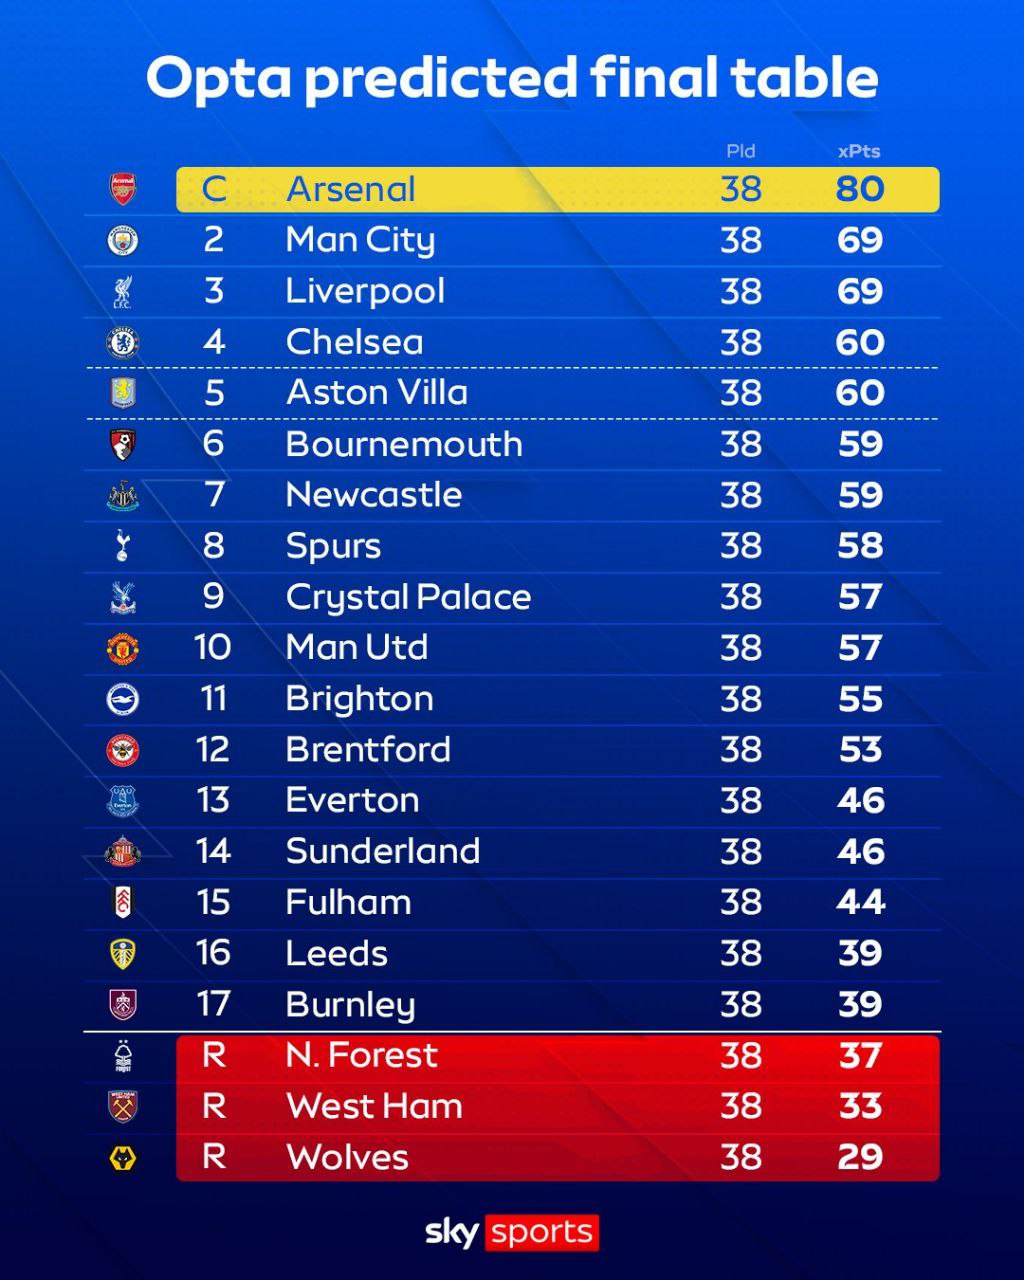 Opta predicted final table
Pld xPts
C Arsenal 38 80
2 Man City 38 69
3 Liverpool 38 69
4 Chelsea 38 60
5 Aston Villa 38 60
6 Bournemouth 38 59
7 Newcastle 38 59
8 Spurs 38 58
9 Crystal Palace 38 57
10 Man Utd 38 57
11 Brighton 38 55
12 Brentford 38 53
13 Everton 38 46
14 Sunderland 38 46
15 Fulham 38 44
16 Leeds 38 39
17 Burnley 38 39
R N. Forest 38 37
R West Ham 38 33
R Wolves 38 29
sky sports